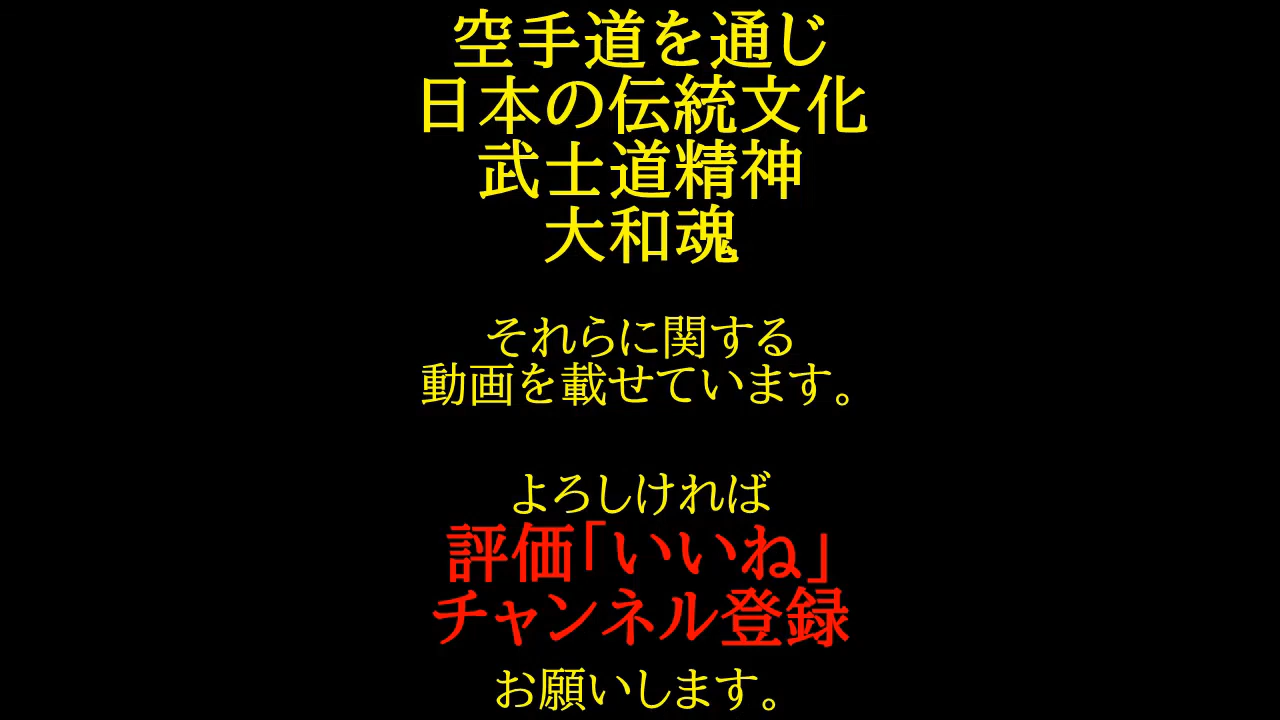 空手道を通じ
日本の伝統文化
武士道精神
大和魂
それらに関する
動画を載せています。
よろしければ
評価「いいね」
チャンネル登録
お願いします。